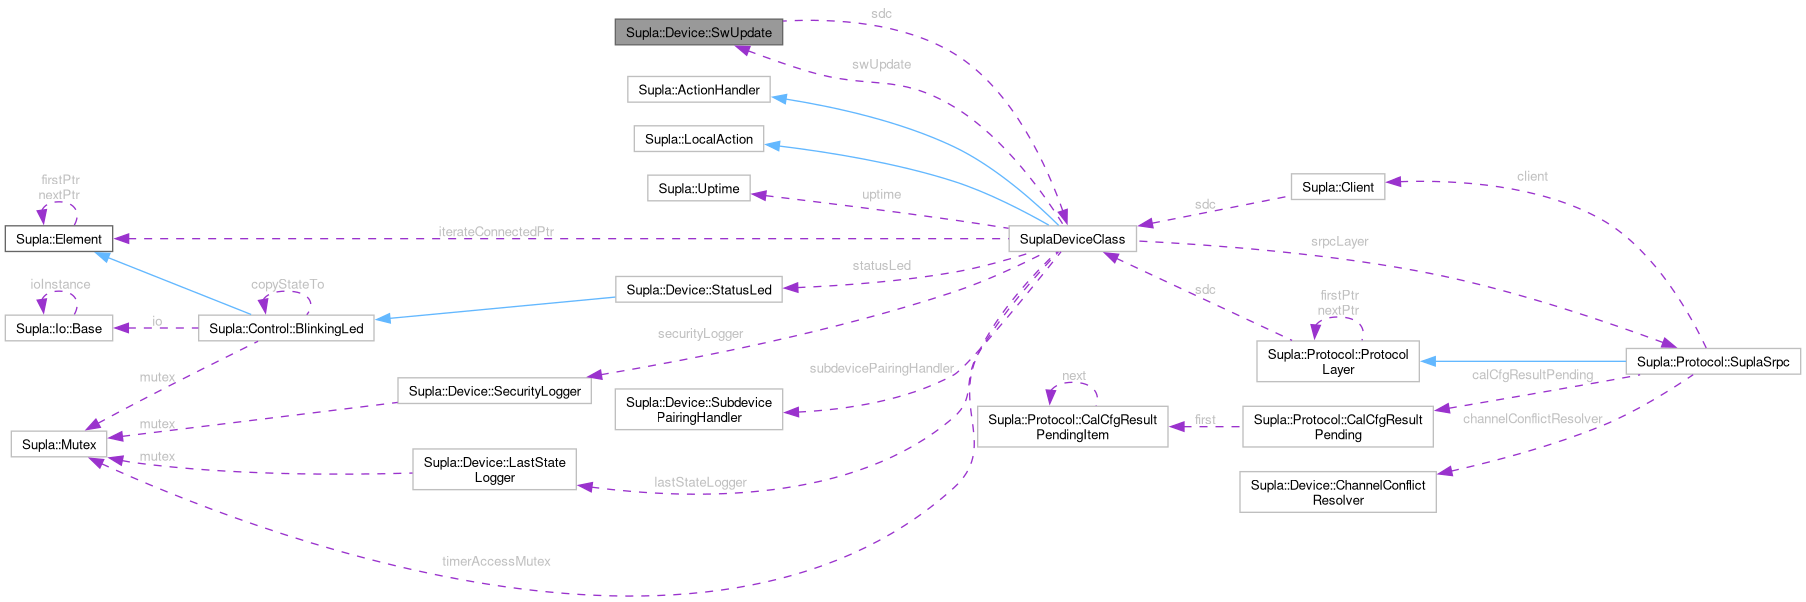 sdc
Supla::Device::SwUpdate
swUpdate
Supla::ActionHandler
Supla::LocalAction
firstPtr
nextPtr
Supla::Uptime
uptime
Supla::Client
client
sdc
Supla::Element
iterateConnectedPtr
SuplaDeviceClass
srpcLayer
statusLed
ioInstance
copyStateTo
Supla::Device::StatusLed
sdc
firstPtr
nextPtr
Supla::Io::Base
io
Supla::Control::BlinkingLed
securityLogger
Supla::Protocol::Protocol
Layer
Supla::Protocol::SuplaSrpc
mutex
subdevicePairingHandler
next
calCfgResultPending
Supla::Device::SecurityLogger
Supla::Device::Subdevice
PairingHandler
Supla::Protocol::CalCfgResult
PendingItem
first
Supla::Protocol::CalCfgResult
Pending
channelConflictResolver
mutex
Supla::Mutex
mutex
Supla::Device::LastState
Logger
lastStateLogger
Supla::Device::ChannelConflict
Resolver
timerAccessMutex